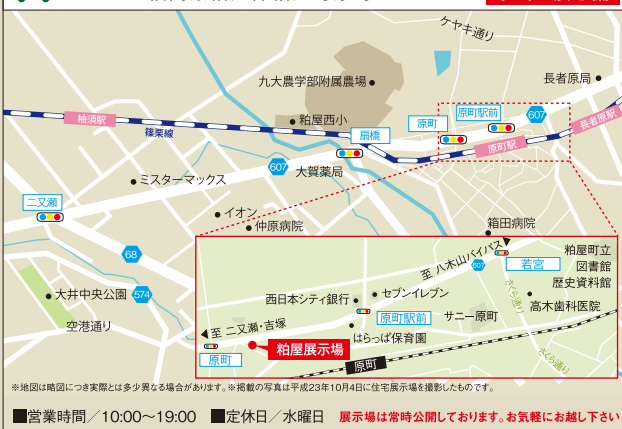 ケヤキ通り
九大農学部附属農場
長者原局
柚須駅
篠栗線
粕屋西小
扇橋
原町
原町駅前
607
長者原駅
原町駅
607
大賀薬局
ミスターマックス
二又瀬
イオン
仲原病院
箱田病院
68
574
大井中央公園
空港通り
至 八木山バイパス
607
若宮
粕屋町立
図書館
歴史資料館
さくら通り
高木歯科医院
西日本シティ銀行
セブンイレブン
原町駅前
サニー原町
はらっぱ保育園
至 二又瀬・吉塚
原町
粕屋展示場
原町
さくら通り
※地図は略図につき実際とは多少異なる場合があります。※掲載の写真は平成23年10月4日に住宅展示場を撮影したものです。
■営業時間／10:00〜19:00 ■定休日／水曜日 展示場は常時公開しております。お気軽にお越し下さい